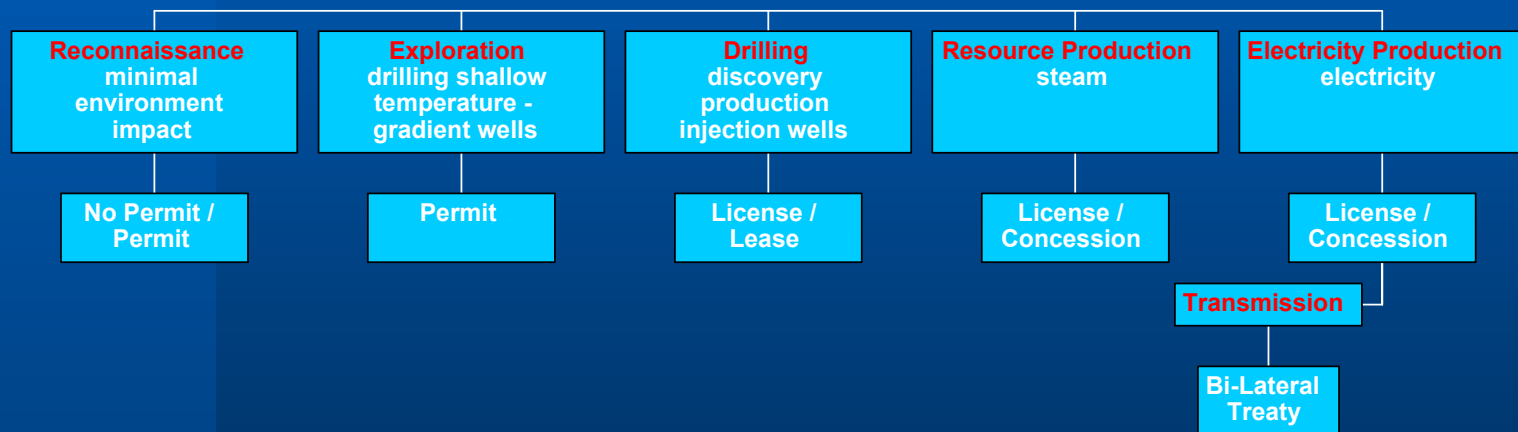 Reconnaissance
minimal
environment
impact
Exploration
drilling shallow
temperature -
gradient wells
Drilling
discovery
production
injection wells
Resource Production
steam
Electricity Production
electricity
No Permit /
Permit
Permit
License /
Lease
License /
Concession
License /
Concession
Transmission
Bi-Lateral
Treaty